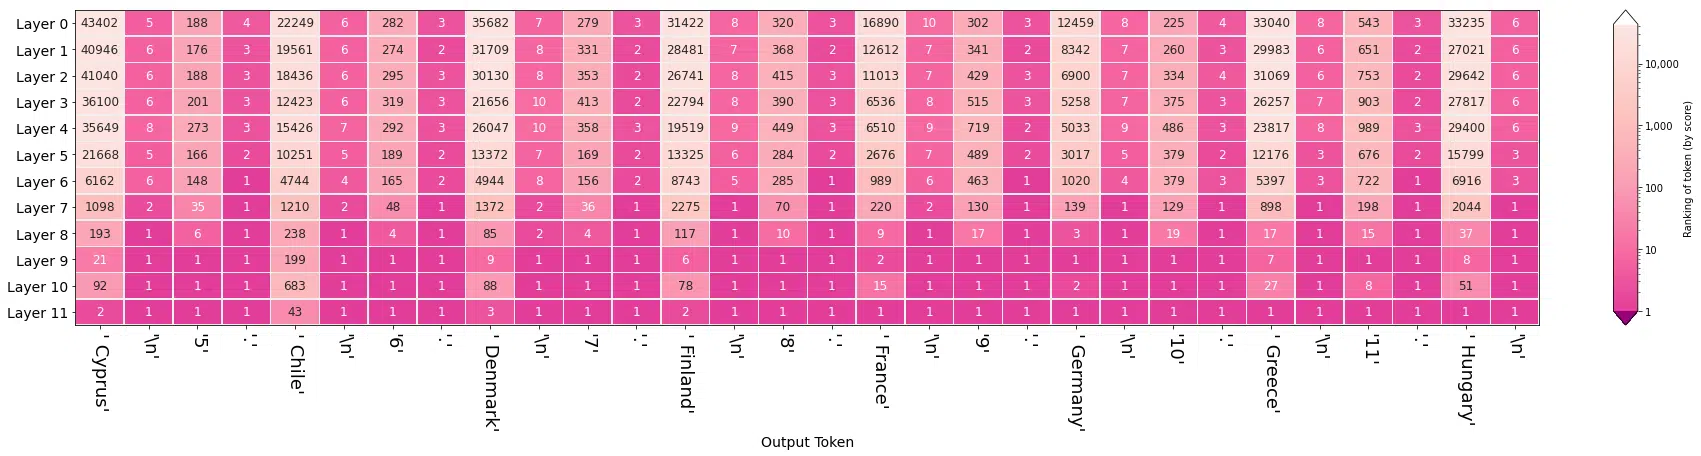 Layer 0 43402 5 188 4 22249 6 282 3 35682 7 279 3 31422 8 320 3 16890 10 302 3 12459 8 225 4 33040 8 543 3 33235 6
Layer 1 40946 6 176 3 19561 6 274 2 31709 8 331 2 28481 7 368 2 12612 7 341 2 8342 7 260 3 29983 6 651 2 27021 6
Layer 2 41040 6 188 3 18436 6 295 3 30130 8 353 2 26741 8 415 3 11013 7 429 3 6900 7 334 4 31069 6 753 2 29642 6
Layer 3 36100 6 201 3 12423 6 319 3 21656 10 413 2 22794 8 390 3 6536 8 515 3 5258 7 375 3 26257 7 903 2 27817 6
Layer 4 35649 8 273 3 15426 7 292 3 26047 10 358 3 19519 9 449 3 6510 9 719 2 5033 9 486 3 23817 8 989 3 29400 6
Layer 5 21668 5 166 2 10251 5 189 2 13372 7 169 2 13325 6 284 2 2676 7 489 2 3017 5 379 2 12176 3 676 2 15799 3
Layer 6 6162 6 148 1 4744 4 165 2 4944 8 156 2 8743 5 285 1 989 6 463 1 1020 4 379 3 5397 3 722 1 6916 3
Layer 7 1098 2 35 1 1210 2 48 1 1372 2 36 1 2275 1 70 1 220 2 130 1 139 1 129 1 898 1 198 1 2044 1
Layer 8 193 1 6 1 238 1 4 1 85 2 4 1 117 1 10 1 9 1 17 1 3 1 19 1 17 1 15 1 37 1
Layer 9 21 1 1 1 199 1 1 1 9 1 1 1 6 1 1 1 2 1 1 1 1 1 1 1 7 1 1 1 8 1
Layer 10 92 1 1 1 683 1 1 1 88 1 1 1 78 1 1 1 15 1 1 1 2 1 1 1 27 1 8 1 51 1
Layer 11 2 1 1 1 43 1 1 1 3 1 1 1 2 1 1 1 1 1 1 1 1 1 1 1 1 1 1 1 1 1
' Cyprus' '\n' '5' '.' ' Chile' '\n' '6' '.' ' Denmark' '\n' '7' '.' ' Finland' '\n' '8' '.' ' France' '\n' '9' '.' ' Germany' '\n' '10' '.' ' Greece' '\n' '11' '.' ' Hungary' '\n'
Output Token
10,000
1,000
100
10
1
Ranking of token (by score)